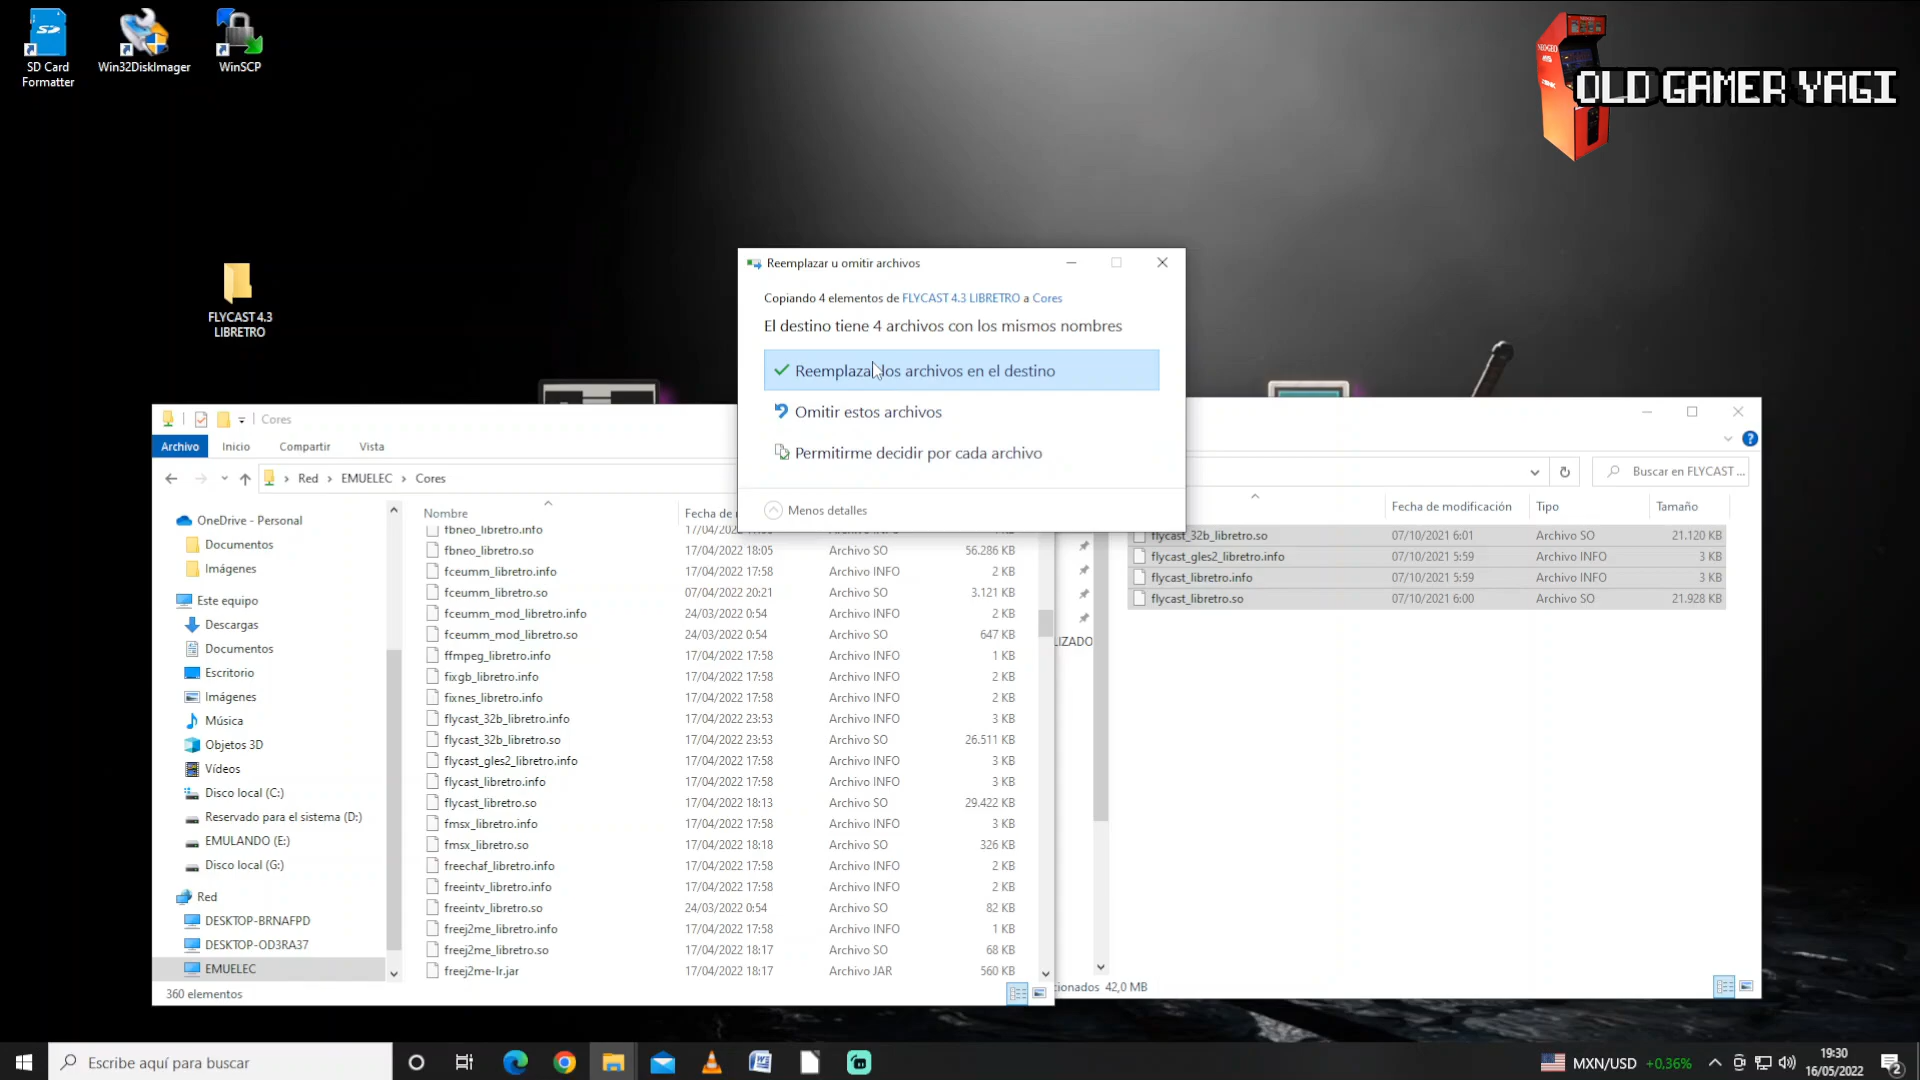 SD Card
Formatter
Win32DiskImager
WinSCP
OLD GAMER YAGI
FLYCAST 4.3
LIBRETRO
Reemplazar u omitir archivos
Copiando 4 elementos de FLYCAST 4.3 LIBRETRO a Cores
El destino tiene 4 archivos con los mismos nombres
Reemplaza los archivos en el destino
Omitir estos archivos
Permitirme decidir por cada archivo
Menos detalles
Cores
Archivo Inicio Compartir Vista
Red EMUELEC Cores
OneDrive - Personal
Documentos
Imágenes
Este equipo
Descargas
Documentos
Escritorio
Imágenes
Música
Objetos 3D
Vídeos
Disco local (C:)
Reservado para el sistema (D:)
EMULANDO (E:)
Disco local (G:)
Red
DESKTOP-BRNAFPD
DESKTOP-OD3RA37
EMUELEC
360 elementos
Nombre Fecha de
fbneo_libretro.info
fbneo_libretro.so 17/04/2022 18:05 Archivo SO 56.286 KB
fceumm_libretro.info 17/04/2022 17:58 Archivo INFO 2 KB
fceumm_libretro.so 07/04/2022 20:21 Archivo SO 3.121 KB
fceumm_mod_libretro.info 24/03/2022 0:54 Archivo INFO 2 KB
fceumm_mod_libretro.so 24/03/2022 0:54 Archivo SO 647 KB
ffmpeg_libretro.info 17/04/2022 17:58 Archivo INFO 1 KB
fixgb_libretro.info 17/04/2022 17:58 Archivo INFO 2 KB
fixnes_libretro.info 17/04/2022 17:58 Archivo INFO 2 KB
flycast_32b_libretro.info 17/04/2022 23:53 Archivo INFO 3 KB
flycast_32b_libretro.so 17/04/2022 23:53 Archivo SO 26.511 KB
flycast_gles2_libretro.info 17/04/2022 17:58 Archivo INFO 3 KB
flycast_libretro.info 17/04/2022 17:58 Archivo INFO 3 KB
flycast_libretro.so 17/04/2022 18:13 Archivo SO 29.422 KB
fmsx_libretro.info 17/04/2022 17:58 Archivo INFO 3 KB
fmsx_libretro.so 17/04/2022 18:18 Archivo SO 326 KB
freechaf_libretro.info 17/04/2022 17:58 Archivo INFO 2 KB
freeintv_libretro.info 17/04/2022 17:58 Archivo INFO 2 KB
freeintv_libretro.so 24/03/2022 0:54 Archivo SO 82 KB
freej2me_libretro.info 17/04/2022 17:58 Archivo INFO 1 KB
freej2me_libretro.so 17/04/2022 18:17 Archivo SO 68 KB
freej2me-lr.jar 17/04/2022 18:17 Archivo JAR 560 KB
Buscar en FLYCAST ...
Fecha de modificación Tipo Tamaño
flycast_32b_libretro.so 07/10/2021 6:01 Archivo SO 21.120 KB
flycast_gles2_libretro.info 07/10/2021 5:59 Archivo INFO 3 KB
flycast_libretro.info 07/10/2021 5:59 Archivo INFO 3 KB
flycast_libretro.so 07/10/2021 6:00 Archivo SO 21.928 KB
LIZADO
cionados 42,0 MB
Escribe aquí para buscar
MXN/USD +0,36%
19:30
16/05/2022
2